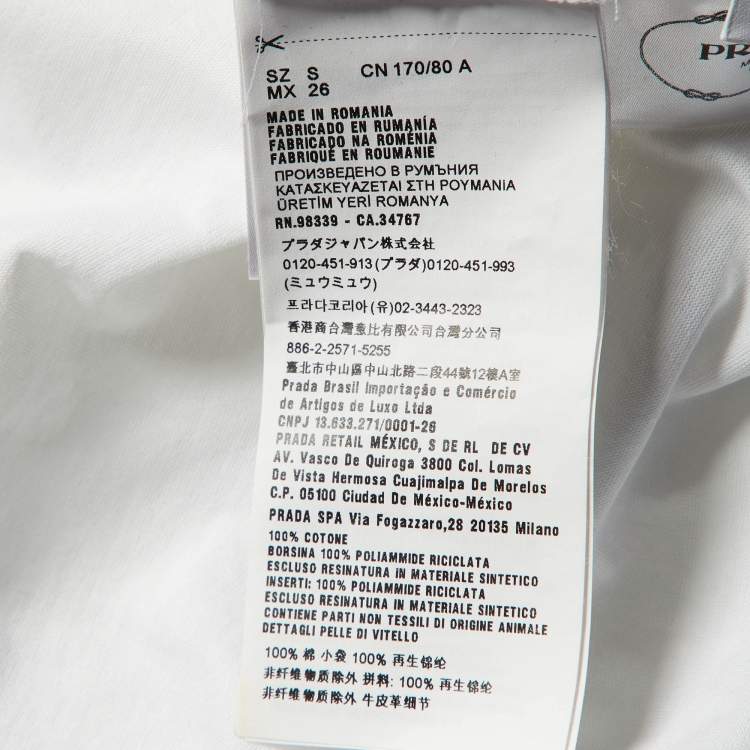 SZ S CN 170/80 A
MX 26
MADE IN ROMANIA
FABRICADO EN RUMANÍA
FABRICADO NA ROMÉNIA
FABRIQUÉ EN ROUMANIE
ПРОИЗВЕДЕНО В РУМЪНИЯ
ΚΑΤΑΣΚΕΥΑΖΕΤΑΙ ΣΤΗ ΡΟΥΜΑΝΙΑ
ÜRETİM YERİ ROMANYA
RN.98339 - CA.34767
プラダジャパン株式会社
0120-451-913(プラダ)0120-451-993
(ミュウミュウ)
프라다코리아(유)02-3443-2323
香港商台灣意比有限公司台灣分公司
886-2-2571-5255
臺北市中山區中山北路二段44號12樓A室
Prada Brasil Importação e Comércio
de Artigos de Luxo Ltda
CNPJ 13.633.271/0001-26
PRADA RETAIL MÉXICO, S DE RL DE CV
AV. Vasco De Quiroga 3800 Col. Lomas
De Vista Hermosa Cuajimalpa De Morelos
C.P. 05100 Ciudad De México-México
PRADA SPA Via Fogazzaro,28 20135 Milano
100% COTONE
BORSINA 100% POLIAMMIDE RICICLATA
ESCLUSO RESINATURA IN MATERIALE SINTETICO
INSERTI: 100% POLIAMMIDE RICICLATA
ESCLUSO RESINATURA IN MATERIALE SINTETICO
CONTIENE PARTI NON TESSILI DI ORIGINE ANIMALE
DETTAGLI PELLE DI VITELLO
100% 棉 小袋 100% 再生锦纶
非纤维物质除外 拼料: 100% 再生锦纶
非纤维物质除外 牛皮革细节
PR